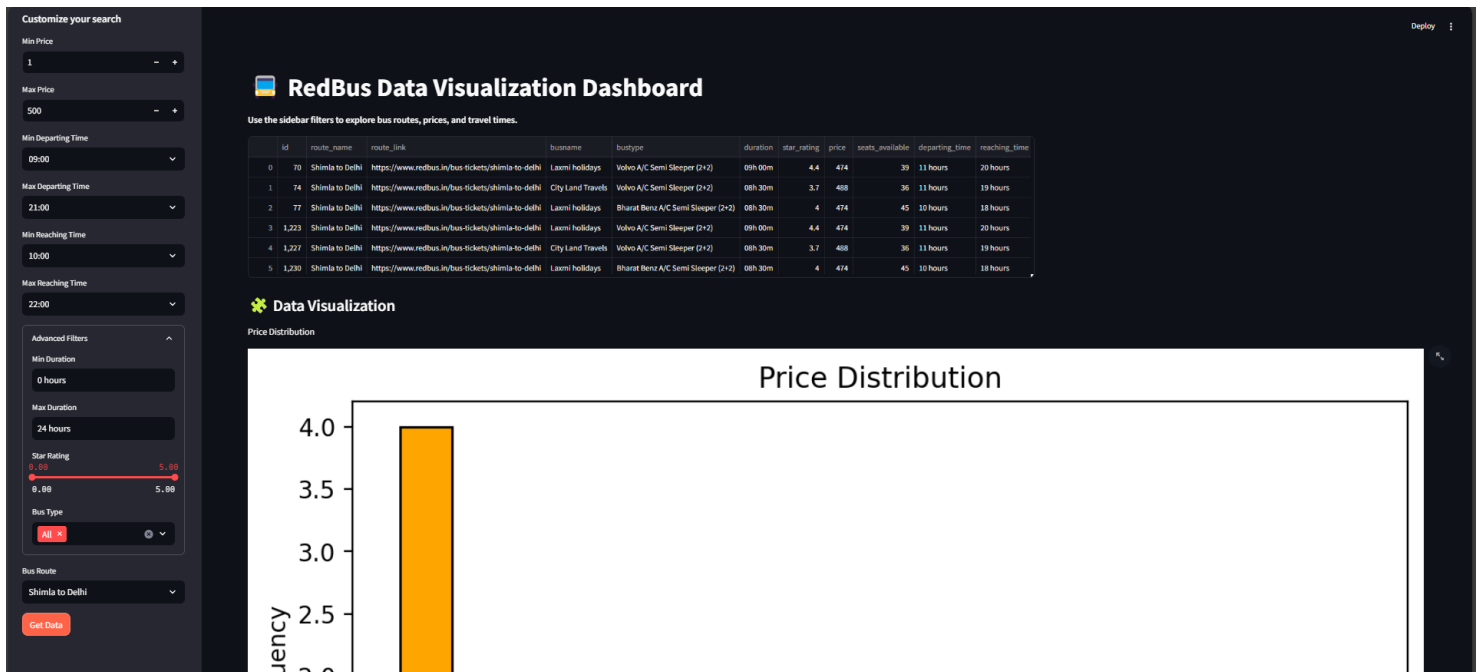 Customize your search
Min Price
1 - +
Max Price
500 - +
Min Departing Time
09:00
Max Departing Time
21:00
Min Reaching Time
10:00
Max Reaching Time
22:00
Advanced Filters
Min Duration
0 hours
Max Duration
24 hours
Star Rating
0.00 5.00
0.00 5.00
Bus Type
All ×
Bus Route
Shimla to Delhi
Get Data
Deploy
RedBus Data Visualization Dashboard
Use the sidebar filters to explore bus routes, prices, and travel times.
id route_name route_link busname bustype duration star_rating price seats_available departing_time reaching_time
0 70 Shimla to Delhi https://www.redbus.in/bus-tickets/shimla-to-delhi Laxmi holidays Volvo A/C Semi Sleeper (2+2) 09h 00m 4.4 474 39 11 hours 20 hours
1 74 Shimla to Delhi https://www.redbus.in/bus-tickets/shimla-to-delhi City Land Travels Volvo A/C Semi Sleeper (2+2) 08h 30m 3.7 488 36 11 hours 19 hours
2 77 Shimla to Delhi https://www.redbus.in/bus-tickets/shimla-to-delhi Laxmi holidays Bharat Benz A/C Semi Sleeper (2+2) 08h 30m 4 474 45 10 hours 18 hours
3 1,223 Shimla to Delhi https://www.redbus.in/bus-tickets/shimla-to-delhi Laxmi holidays Volvo A/C Semi Sleeper (2+2) 09h 00m 4.4 474 39 11 hours 20 hours
4 1,227 Shimla to Delhi https://www.redbus.in/bus-tickets/shimla-to-delhi City Land Travels Volvo A/C Semi Sleeper (2+2) 08h 30m 3.7 488 36 11 hours 19 hours
5 1,230 Shimla to Delhi https://www.redbus.in/bus-tickets/shimla-to-delhi Laxmi holidays Bharat Benz A/C Semi Sleeper (2+2) 08h 30m 4 474 45 10 hours 18 hours
Data Visualization
Price Distribution
Price Distribution
4.0
3.5
3.0
2.5